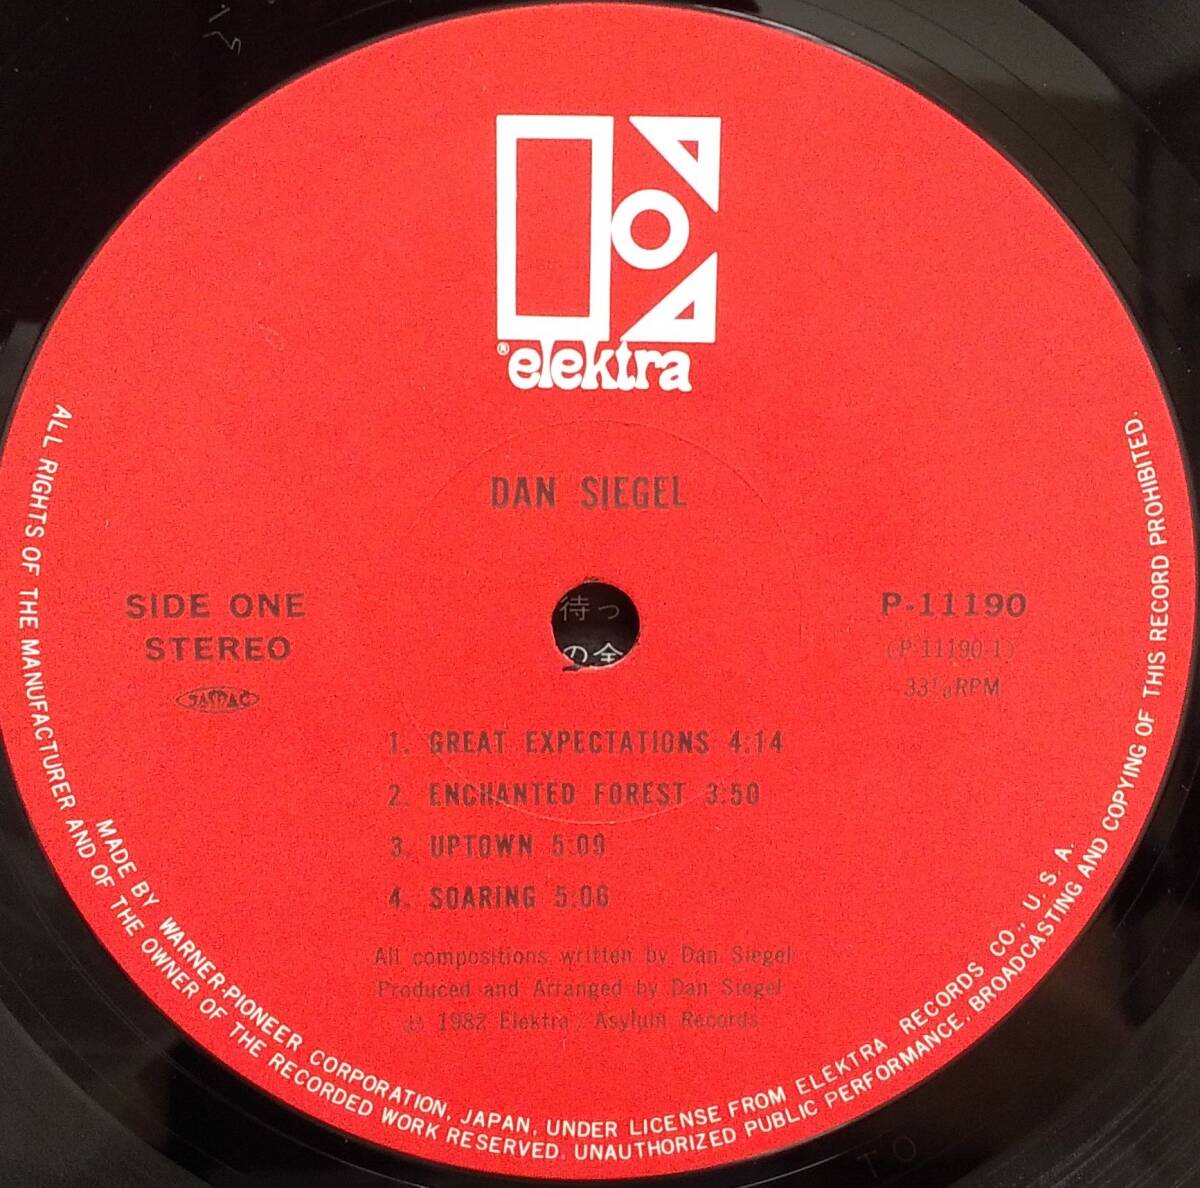 ® elektra
DAN SIEGEL
SIDE ONE
STEREO
JASRAC
P-11190
(P-11190-1)
33⅓RPM
待っ
の全
1. GREAT EXPECTATIONS 4:14
2. ENCHANTED FOREST 3:50
3. UPTOWN 5:09
4. SOARING 5:06
All compositions written by Dan Siegel
Produced and Arranged by Dan Siegel
℗ 1982 Elektra / Asylum Records
MADE BY WARNER-PIONEER CORPORATION, JAPAN, UNDER LICENSE FROM ELEKTRA RECORDS CO., U. S. A.
ALL RIGHTS OF THE MANUFACTURER AND OF THE OWNER OF THE RECORDED WORK RESERVED. UNAUTHORIZED PUBLIC PERFORMANCE, BROADCASTING AND COPYING OF THIS RECORD PROHIBITED.